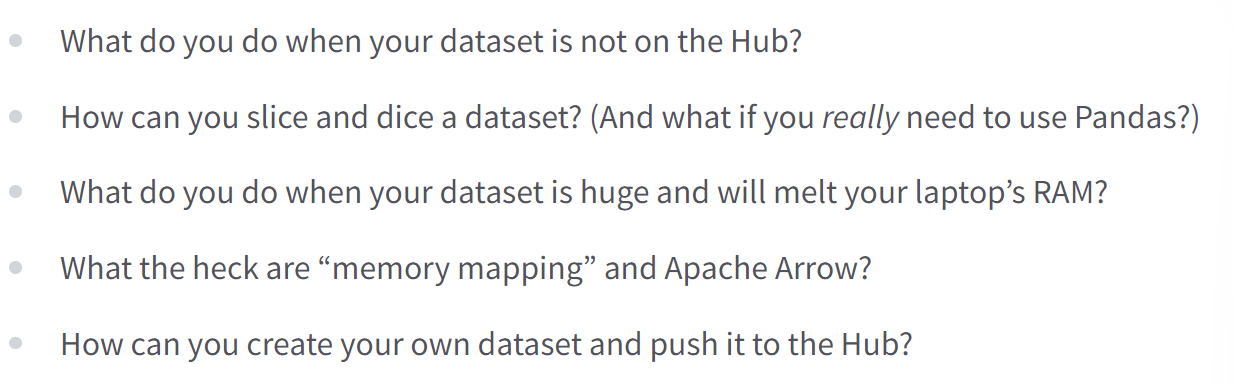 What do you do when your dataset is not on the Hub?
How can you slice and dice a dataset? (And what if you really need to use Pandas?)
What do you do when your dataset is huge and will melt your laptop’s RAM?
What the heck are “memory mapping” and Apache Arrow?
How can you create your own dataset and push it to the Hub?